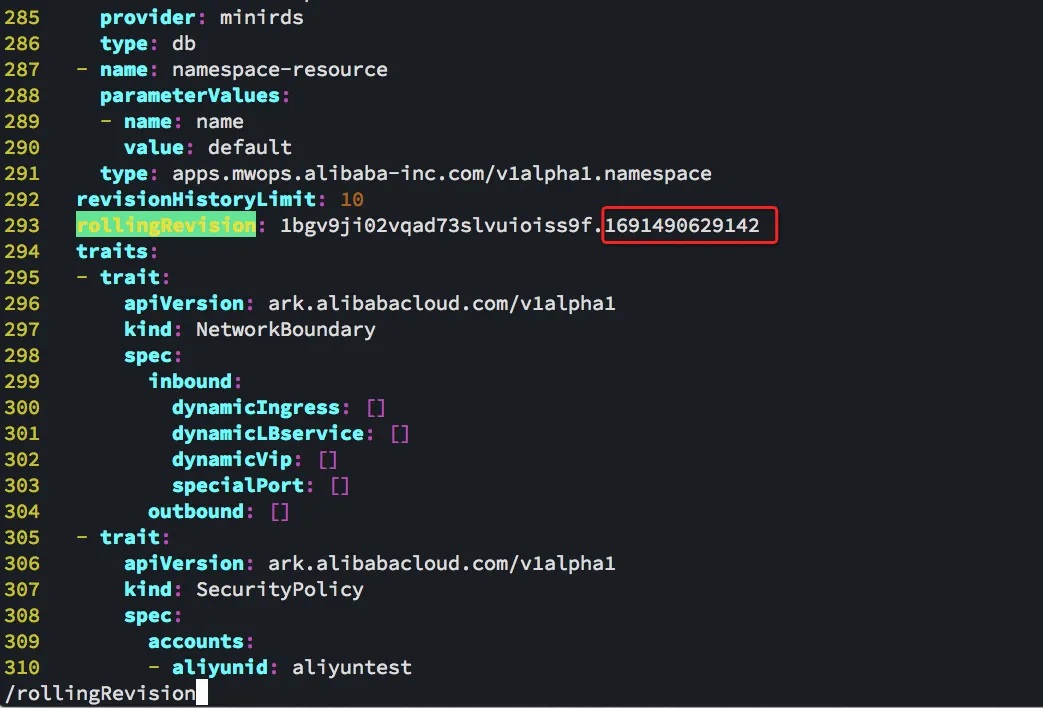 285     provider: minirds
286     type: db
287   - name: namespace-resource
288     parameterValues:
289     - name: name
290       value: default
291     type: apps.mwops.alibaba-inc.com/v1alpha1.namespace
292   revisionHistoryLimit: 10
293   rollingRevision: 1bgv9ji02vqad73slvuioiss9f.1691490629142
294   traits:
295   - trait:
296       apiVersion: ark.alibabacloud.com/v1alpha1
297       kind: NetworkBoundary
298       spec:
299         inbound:
300           dynamicIngress: []
301           dynamicLBservice: []
302           dynamicVip: []
303           specialPort: []
304         outbound: []
305   - trait:
306       apiVersion: ark.alibabacloud.com/v1alpha1
307       kind: SecurityPolicy
308       spec:
309         accounts:
310         - aliyunid: aliyuntest
/rollingRevision